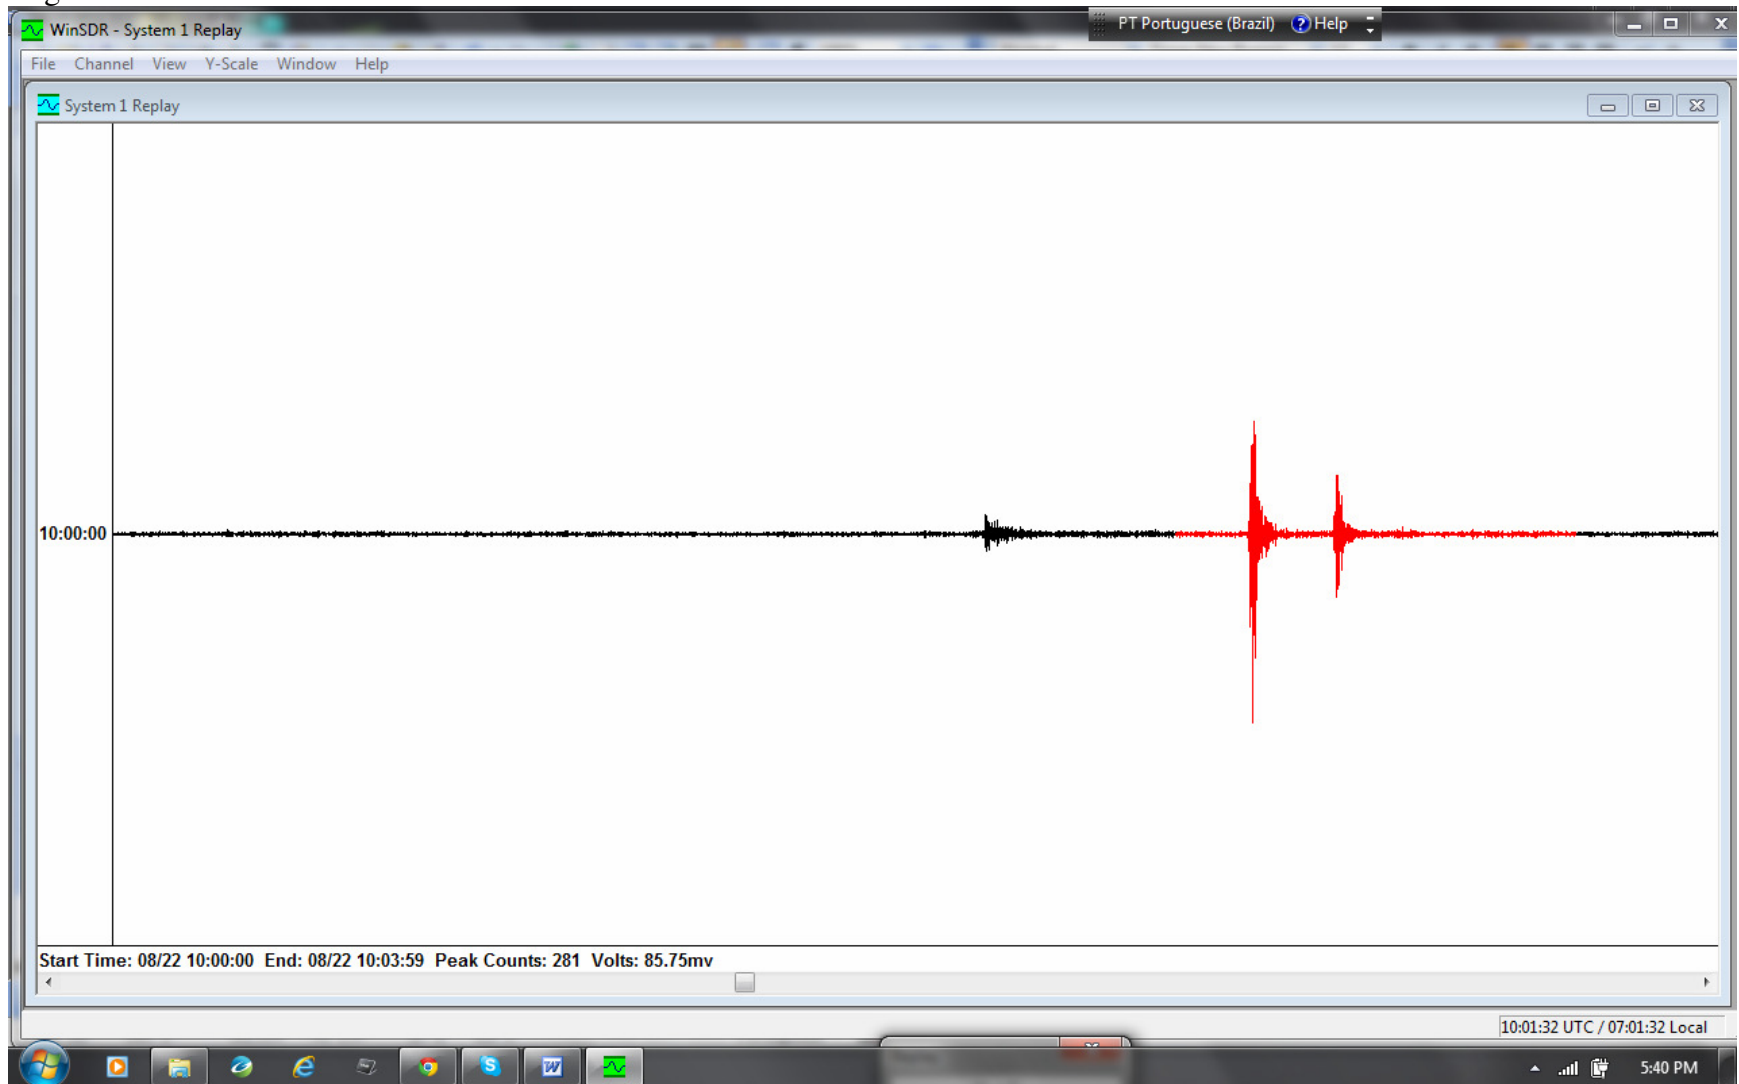 WinSDR - System 1 Replay
PT Portuguese (Brazil) Help
File Channel View Y-Scale Window Help
System 1 Replay
10:00:00
Start Time: 08/22 10:00:00 End: 08/22 10:03:59 Peak Counts: 281 Volts: 85.75mv
10:01:32 UTC / 07:01:32 Local
5:40 PM